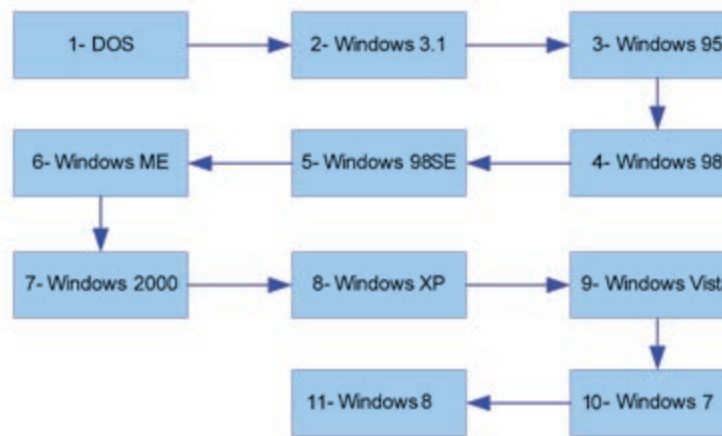 1- DOS
2- Windows 3.1
3- Windows 95
4- Windows 98
5- Windows 98SE
6- Windows ME
7- Windows 2000
8- Windows XP
9- Windows Vista
10- Windows 7
11- Windows 8